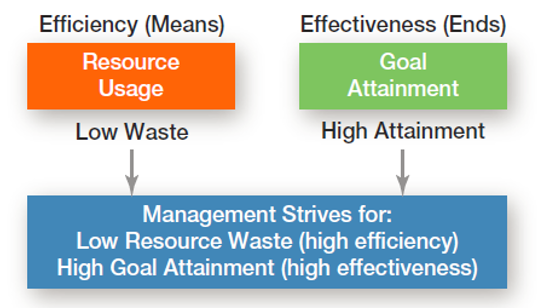 Efficiency (Means)
Effectiveness (Ends)
Resource
Usage
Goal
Attainment
Low Waste
High Attainment
Management Strives for:
Low Resource Waste (high efficiency)
High Goal Attainment (high effectiveness)